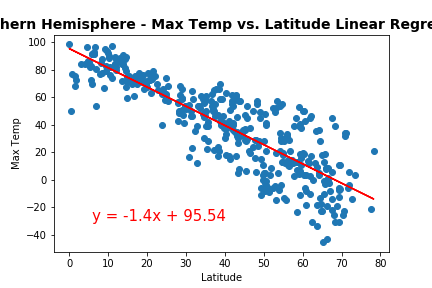 hern Hemisphere - Max Temp vs. Latitude Linear Regre
100
80
60
40
20
0
−20
−40
Max Temp
y = -1.4x + 95.54
0 10 20 30 40 50 60 70 80
Latitude